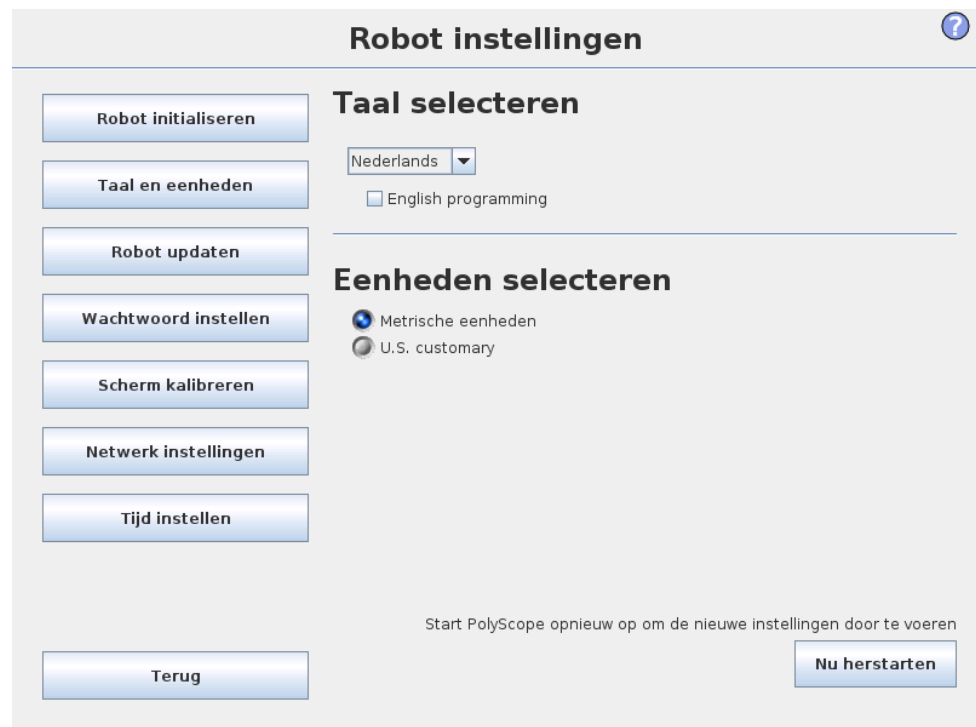 Robot instellingen
?
Robot initialiseren
Taal en eenheden
Robot updaten
Wachtwoord instellen
Scherm kalibreren
Netwerk instellingen
Tijd instellen
Terug
Taal selecteren
Nederlands
English programming
Eenheden selecteren
Metrische eenheden
U.S. customary
Start PolyScope opnieuw op om de nieuwe instellingen door te voeren
Nu herstarten